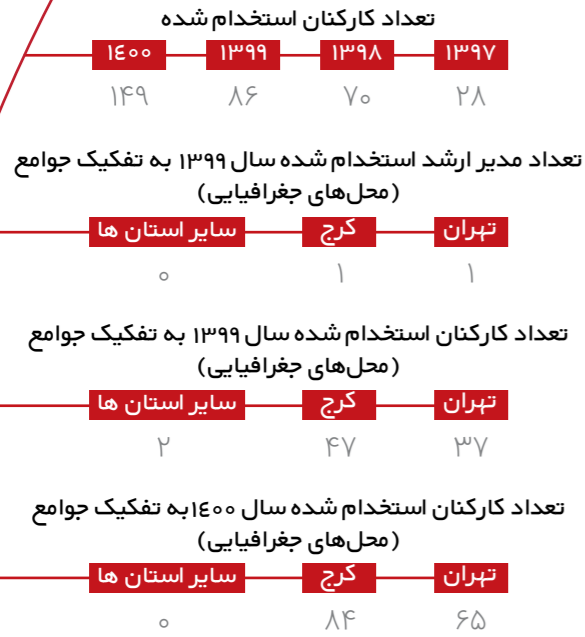 تعداد کارکنان استخدام شده
۱۳۹۷ ۱۳۹۸ ۱۳۹۹ ۱٤۰۰
۲۸ ۷۰ ۸۶ ۱۴۹
تعداد مدیر ارشد استخدام شده سال ۱۳۹۹ به تفکیک جوامع
(محل‌های جغرافیایی)
تهران کرج سایر استان ها
۱ ۱ ۰
تعداد کارکنان استخدام شده سال ۱۳۹۹ به تفکیک جوامع
(محل‌های جغرافیایی)
تهران کرج سایر استان ها
۳۷ ۴۷ ۲
تعداد کارکنان استخدام شده سال ۱٤۰۰به تفکیک جوامع
(محل‌های جغرافیایی)
تهران کرج سایر استان ها
۶۵ ۸۴ ۰